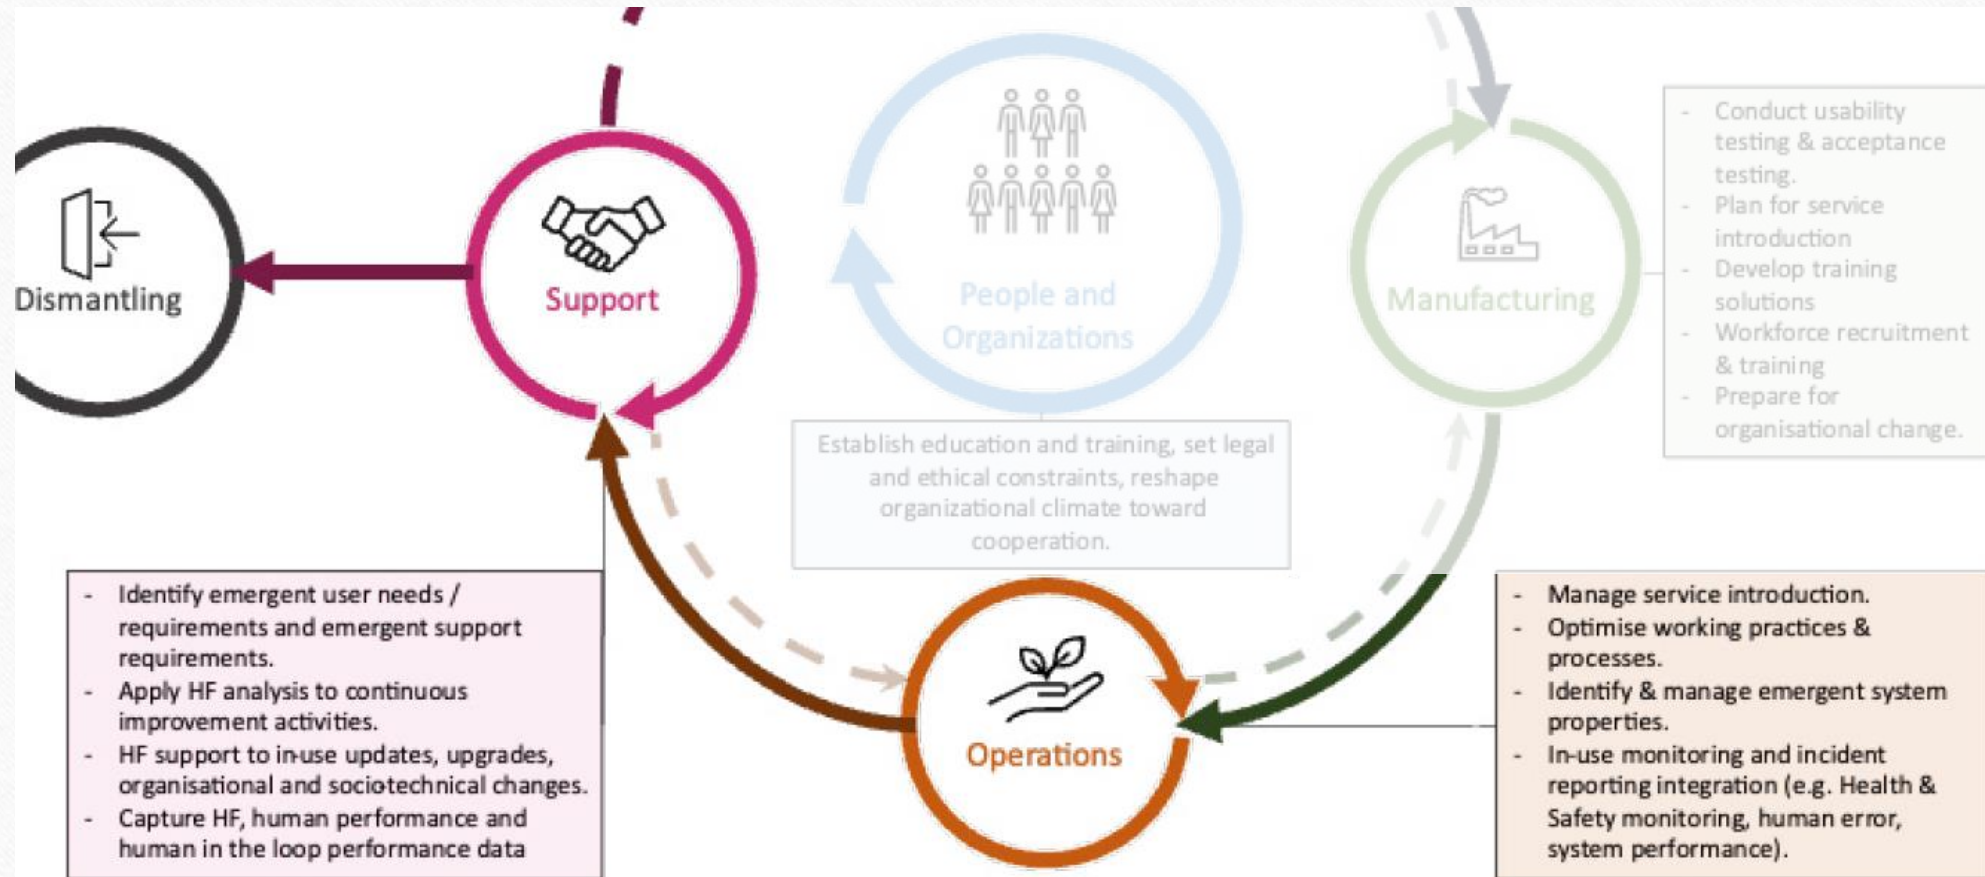 Dismantling
Support
People and
Organizations
Manufacturing
- Conduct usability
testing & acceptance
testing.
- Plan for service
introduction
- Develop training
solutions
- Workforce recruitment
& training
- Prepare for
organisational change.
Establish education and training, set legal
and ethical constraints, reshape
organizational climate toward
cooperation.
- Identify emergent user needs /
requirements and emergent support
requirements.
- Apply HF analysis to continuous
improvement activities.
- HF support to in-use updates, upgrades,
organisational and sociotechnical changes.
- Capture HF, human performance and
human in the loop performance data
Operations
- Manage service introduction.
- Optimise working practices &
processes.
- Identify & manage emergent system
properties.
- In-use monitoring and incident
reporting integration (e.g. Health &
Safety monitoring, human error,
system performance).